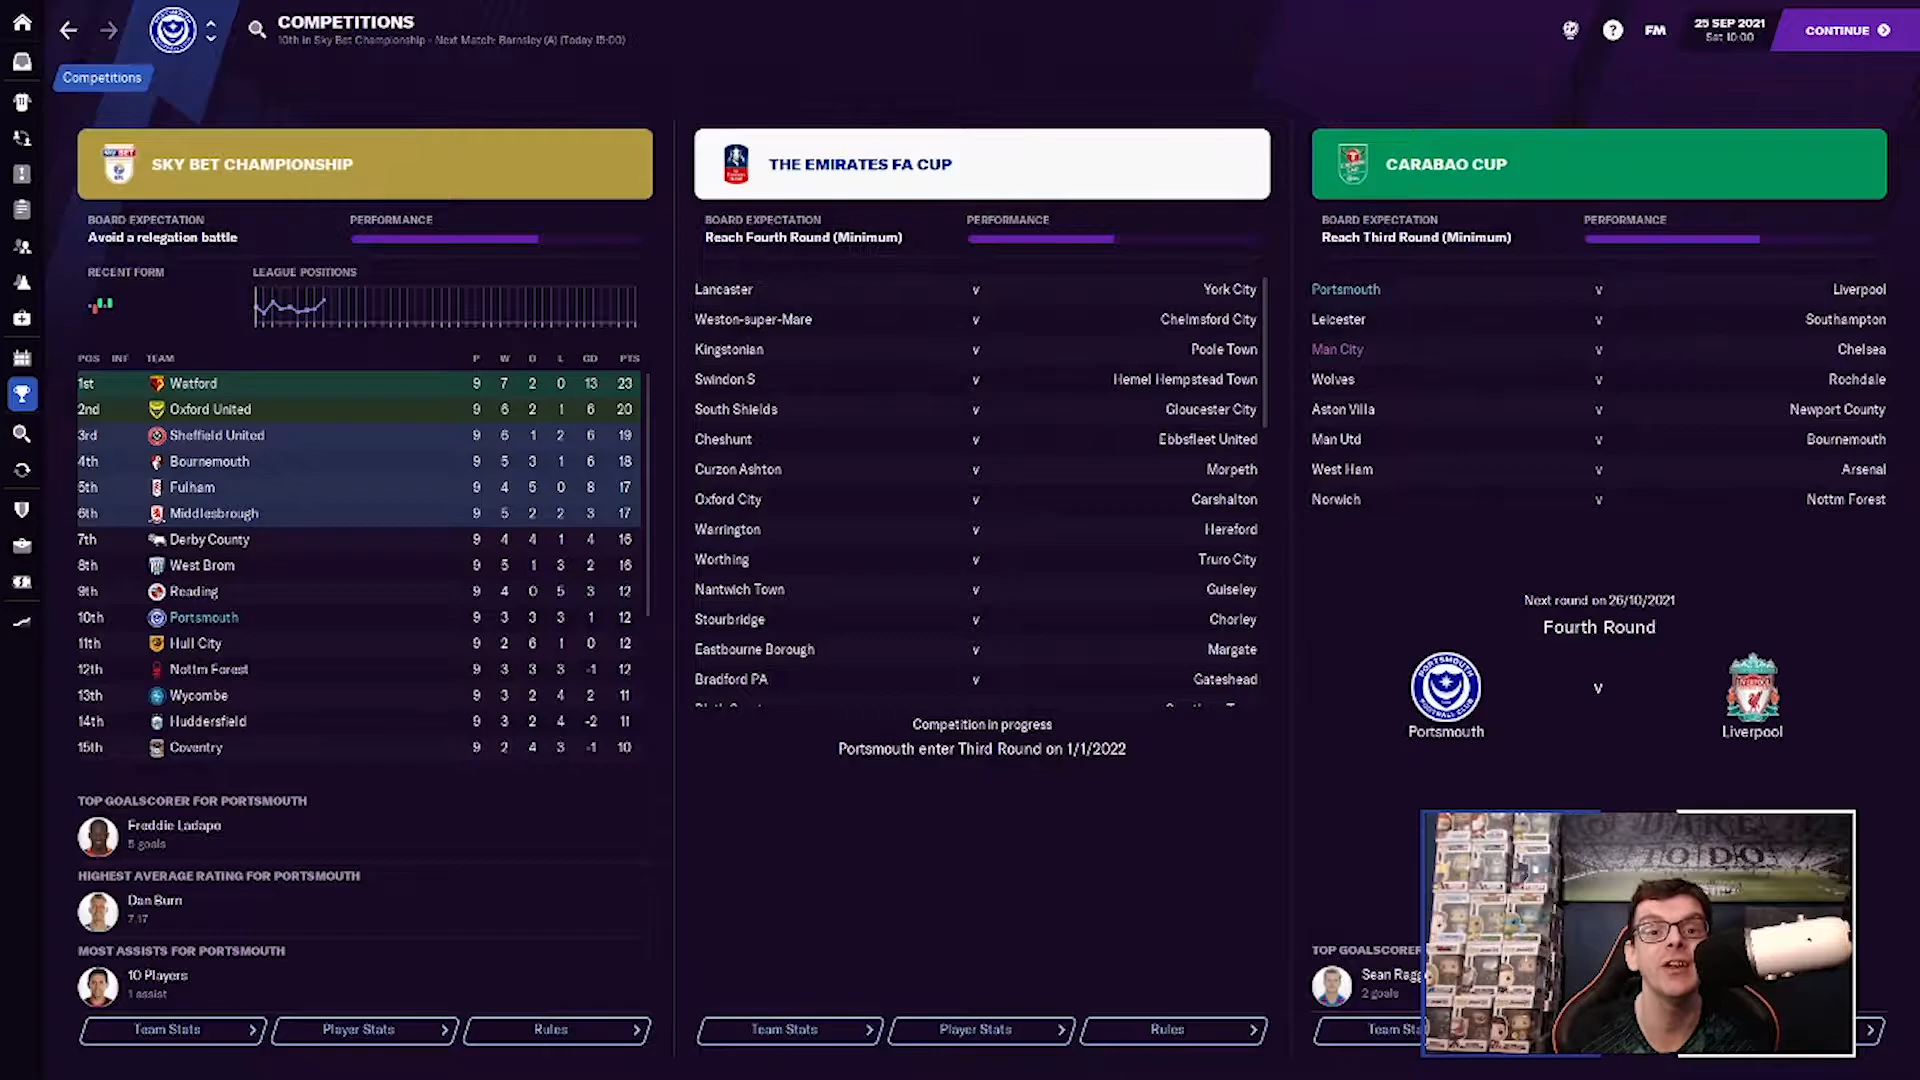 COMPETITIONS
10th in Sky Bet Championship - Next Match: Barnsley (A) (Today 15:00)
FM
25 SEP 2021
Sat 10:00
CONTINUE
Competitions
SKY BET CHAMPIONSHIP
BOARD EXPECTATION PERFORMANCE
Avoid a relegation battle
RECENT FORM LEAGUE POSITIONS
POS INF TEAM P W D L GD PTS
1st Watford 9 7 2 0 13 23
2nd Oxford United 9 6 2 1 6 20
3rd Sheffield United 9 6 1 2 6 19
4th Bournemouth 9 5 3 1 6 18
5th Fulham 9 4 5 0 8 17
6th Middlesbrough 9 5 2 2 3 17
7th Derby County 9 4 4 1 4 16
8th West Brom 9 5 1 3 2 16
9th Reading 9 4 0 5 3 12
10th Portsmouth 9 3 3 3 1 12
11th Hull City 9 2 6 1 0 12
12th Nottm Forest 9 3 3 3 -1 12
13th Wycombe 9 3 2 4 2 11
14th Huddersfield 9 3 2 4 -2 11
15th Coventry 9 2 4 3 -1 10
TOP GOALSCORER FOR PORTSMOUTH
Freddie Ladapo
5 goals
HIGHEST AVERAGE RATING FOR PORTSMOUTH
Dan Burn
7.17
MOST ASSISTS FOR PORTSMOUTH
10 Players
1 assist
Team Stats Player Stats Rules
THE EMIRATES FA CUP
BOARD EXPECTATION PERFORMANCE
Reach Fourth Round (Minimum)
Lancaster v York City
Weston-super-Mare v Chelmsford City
Kingstonian v Poole Town
Swindon S v Hemel Hempstead Town
South Shields v Gloucester City
Cheshunt v Ebbsfleet United
Curzon Ashton v Morpeth
Oxford City v Carshalton
Warrington v Hereford
Worthing v Truro City
Nantwich Town v Guiseley
Stourbridge v Chorley
Eastbourne Borough v Margate
Bradford PA v Gateshead
Competition in progress
Portsmouth enter Third Round on 1/1/2022
Team Stats Player Stats Rules
CARABAO CUP
BOARD EXPECTATION PERFORMANCE
Reach Third Round (Minimum)
Portsmouth v Liverpool
Leicester v Southampton
Man City v Chelsea
Wolves v Rochdale
Aston Villa v Newport County
Man Utd v Bournemouth
West Ham v Arsenal
Norwich v Nottm Forest
Next round on 26/10/2021
Fourth Round
v
Portsmouth Liverpool
TOP GOALSCORER
Sean Ragg
2 goals
Team Sta
TO DO